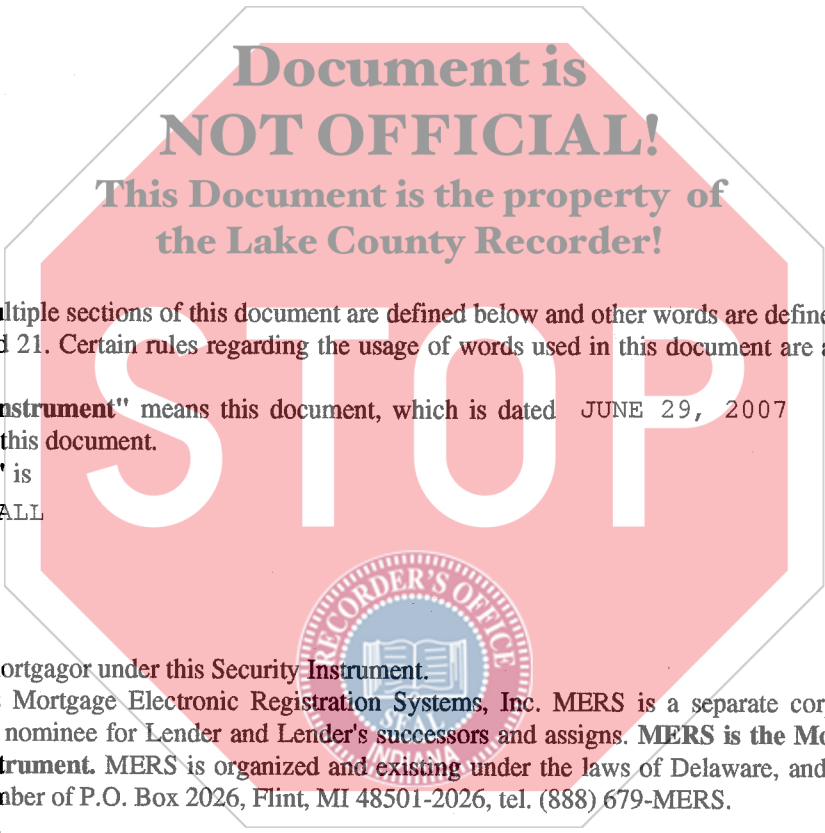 Document is
NOT OFFICIAL!
This Document is the property of
the Lake County Recorder!
ltiple sections of this document are defined below and other words are define
d 21. Certain rules regarding the usage of words used in this document are a
STOP
nstrument" means this document, which is dated JUNE 29, 2007
this document.
" is
ALL
RECORDER'S OFFICE
ortgagor under this Security Instrument.
Mortgage Electronic Registration Systems, Inc. MERS is a separate cor
nominee for Lender and Lender's successors and assigns. MERS is the Mo
SEAL
INDIANA
trument. MERS is organized and existing under the laws of Delaware, and
nber of P.O. Box 2026, Flint, MI 48501-2026, tel. (888) 679-MERS.